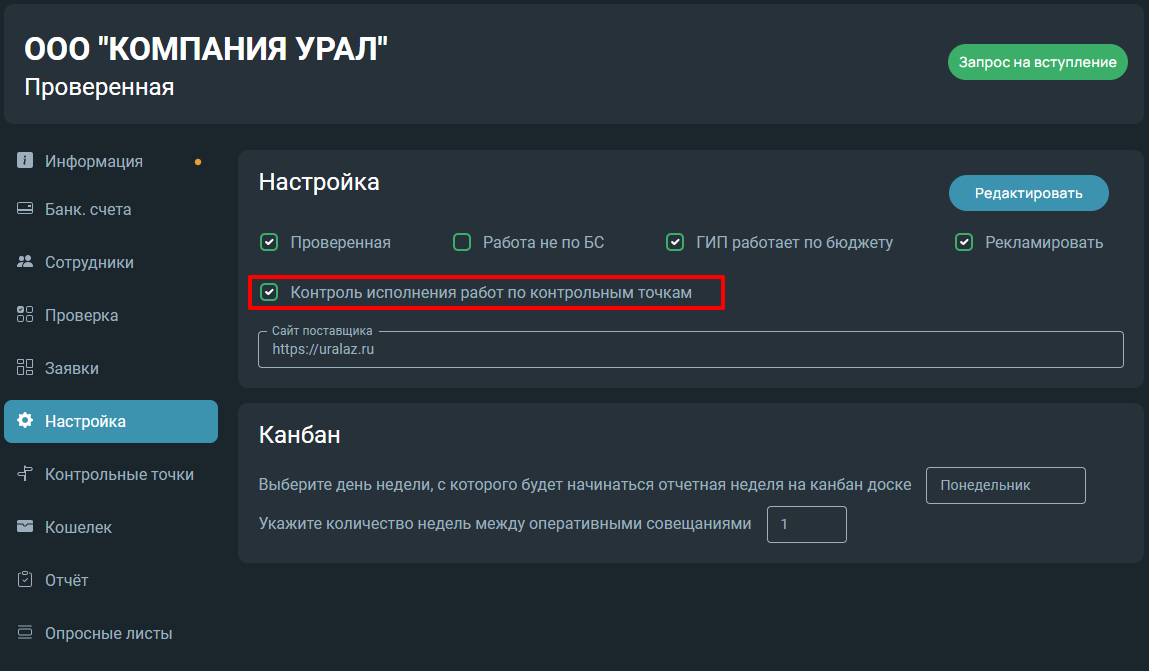 ООО "КОМПАНИЯ УРАЛ"
Проверенная
Запрос на вступление
Информация
Банк. счета
Сотрудники
Проверка
Заявки
Настройка
Контрольные точки
Кошелек
Отчёт
Опросные листы
Настройка
Редактировать
Проверенная
Работа не по БС
ГИП работает по бюджету
Рекламировать
Контроль исполнения работ по контрольным точкам
Сайт поставщика
https://uralaz.ru
Канбан
Выберите день недели, с которого будет начинаться отчетная неделя на канбан доске
Понедельник
Укажите количество недель между оперативными совещаниями
1